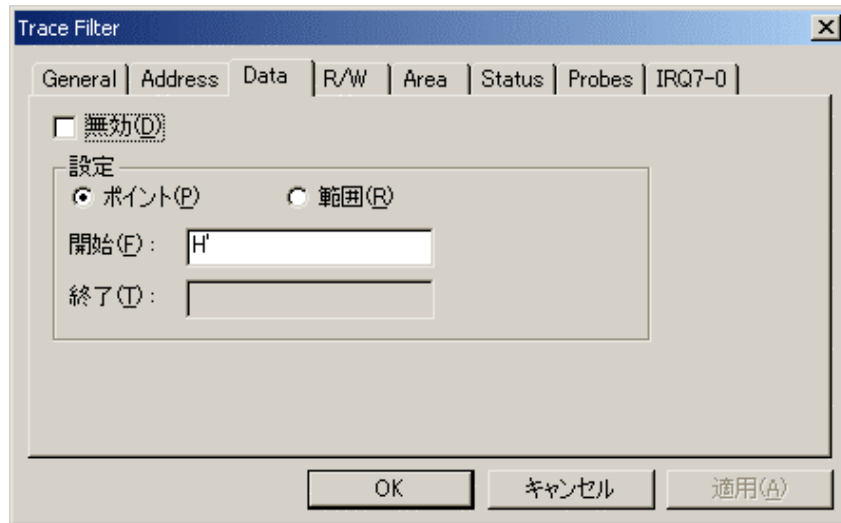 Trace Filter
General Address Data R/W Area Status Probes IRQ7-0
無効(D)
設定
ポイント(P) 範囲(R)
開始(F): H'
終了(T):
OK キャンセル 適用(A)